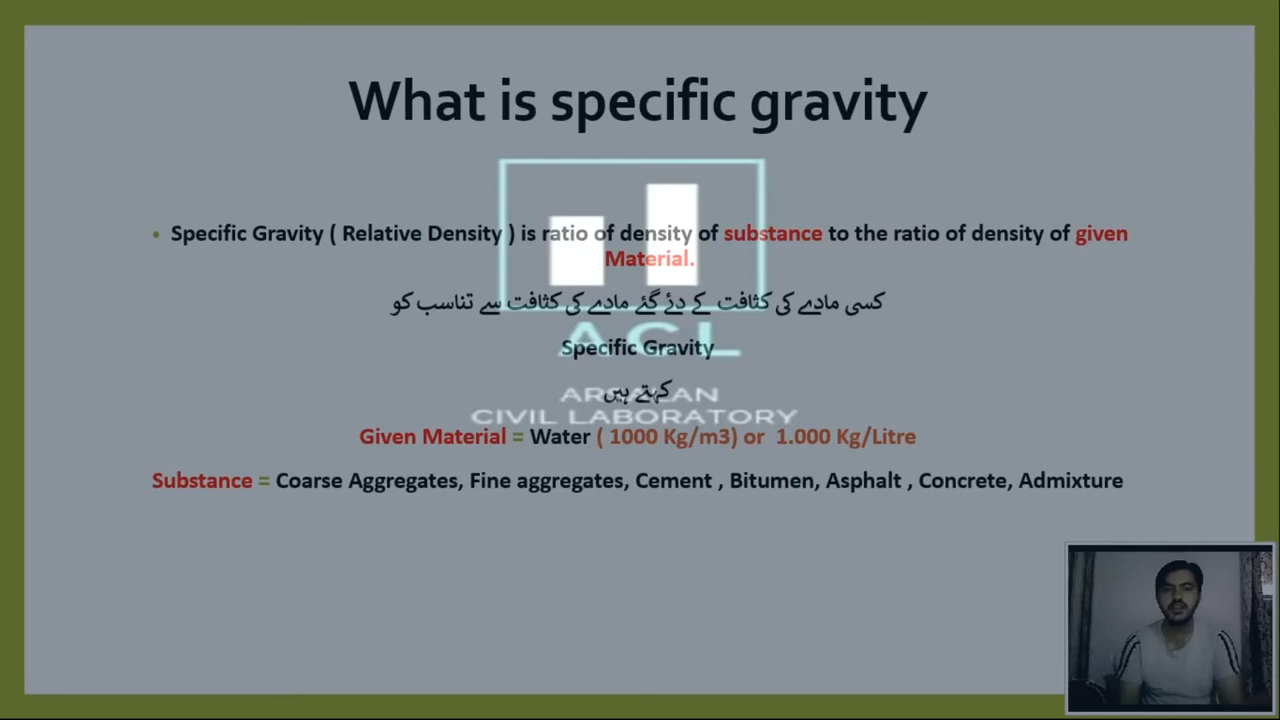 What is specific gravity
• Specific Gravity ( Relative Density ) is ratio of density of substance to the ratio of density of given
Material.
کسی مادے کی کثافت کے دئے گئے مادے کی کثافت سے تناسب کو
ACL
Specific Gravity
کہتے ہیں
ARSALAN
CIVIL LABORATORY
Given Material = Water ( 1000 Kg/m3) or 1.000 Kg/Litre
Substance = Coarse Aggregates, Fine aggregates, Cement , Bitumen, Asphalt , Concrete, Admixture